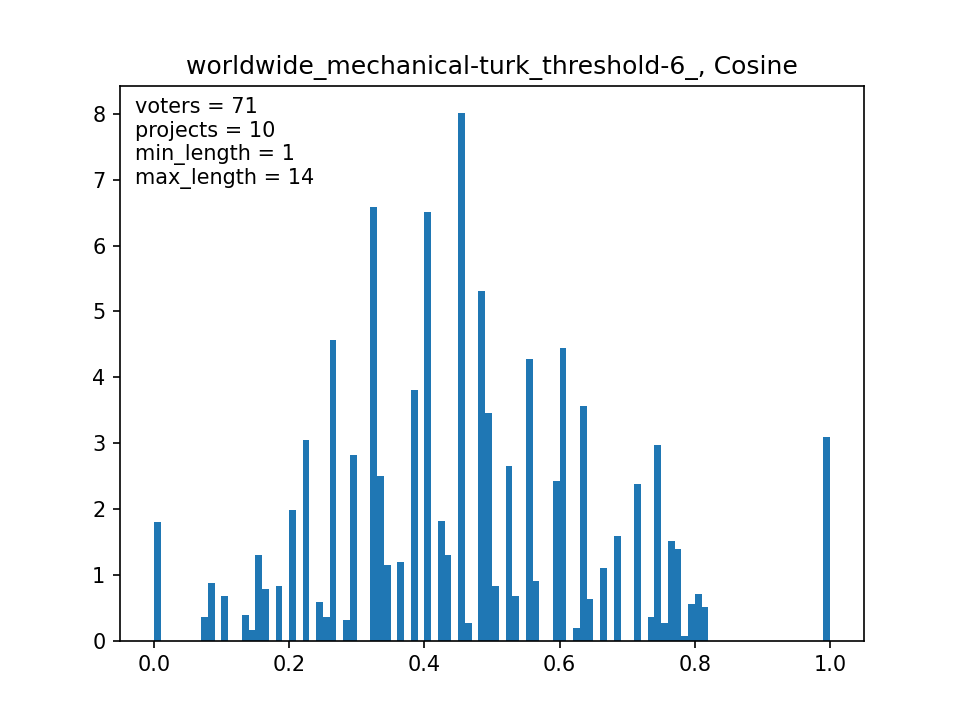 worldwide_mechanical-turk_threshold-6_, Cosine
voters = 71
projects = 10
min_length = 1
max_length = 14
8
7
6
5
4
3
2
1
0
0.0 0.2 0.4 0.6 0.8 1.0